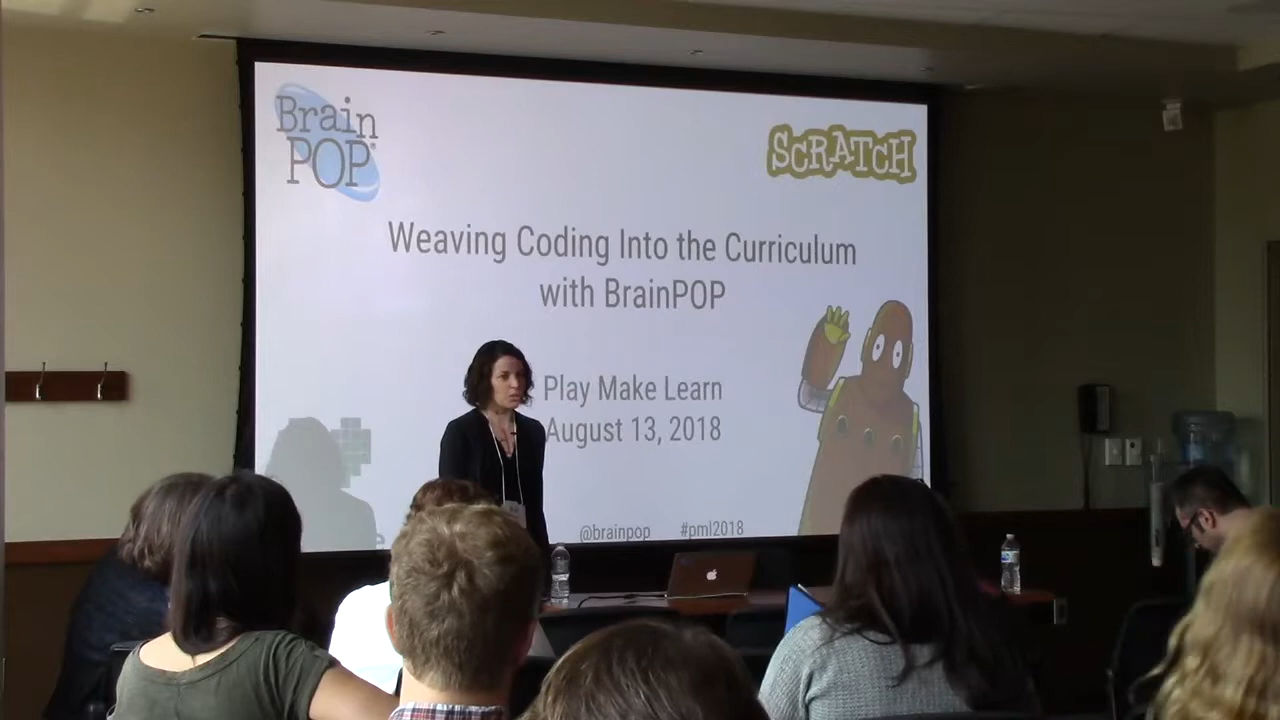 Brain
POP®
SCRATCH
Weaving Coding Into the Curriculum
with BrainPOP
Play Make Learn
August 13, 2018
@brainpop #pml2018